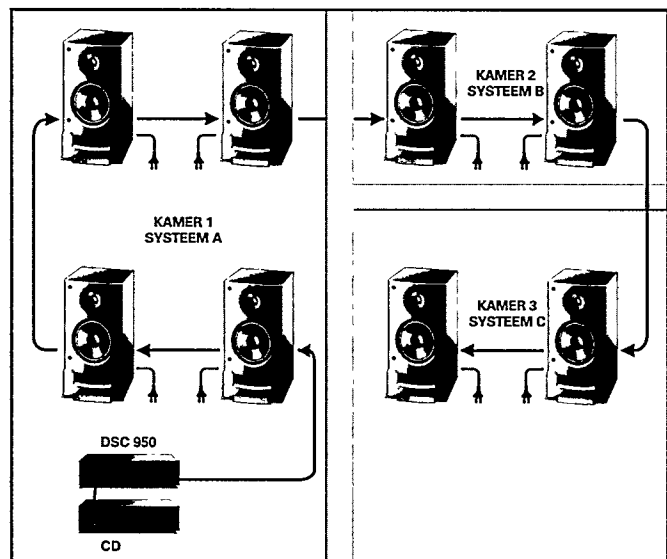 KAMER 2
SYSTEEM B
KAMER 1
SYSTEEM A
KAMER 3
SYSTEEM C
DSC 950
CD